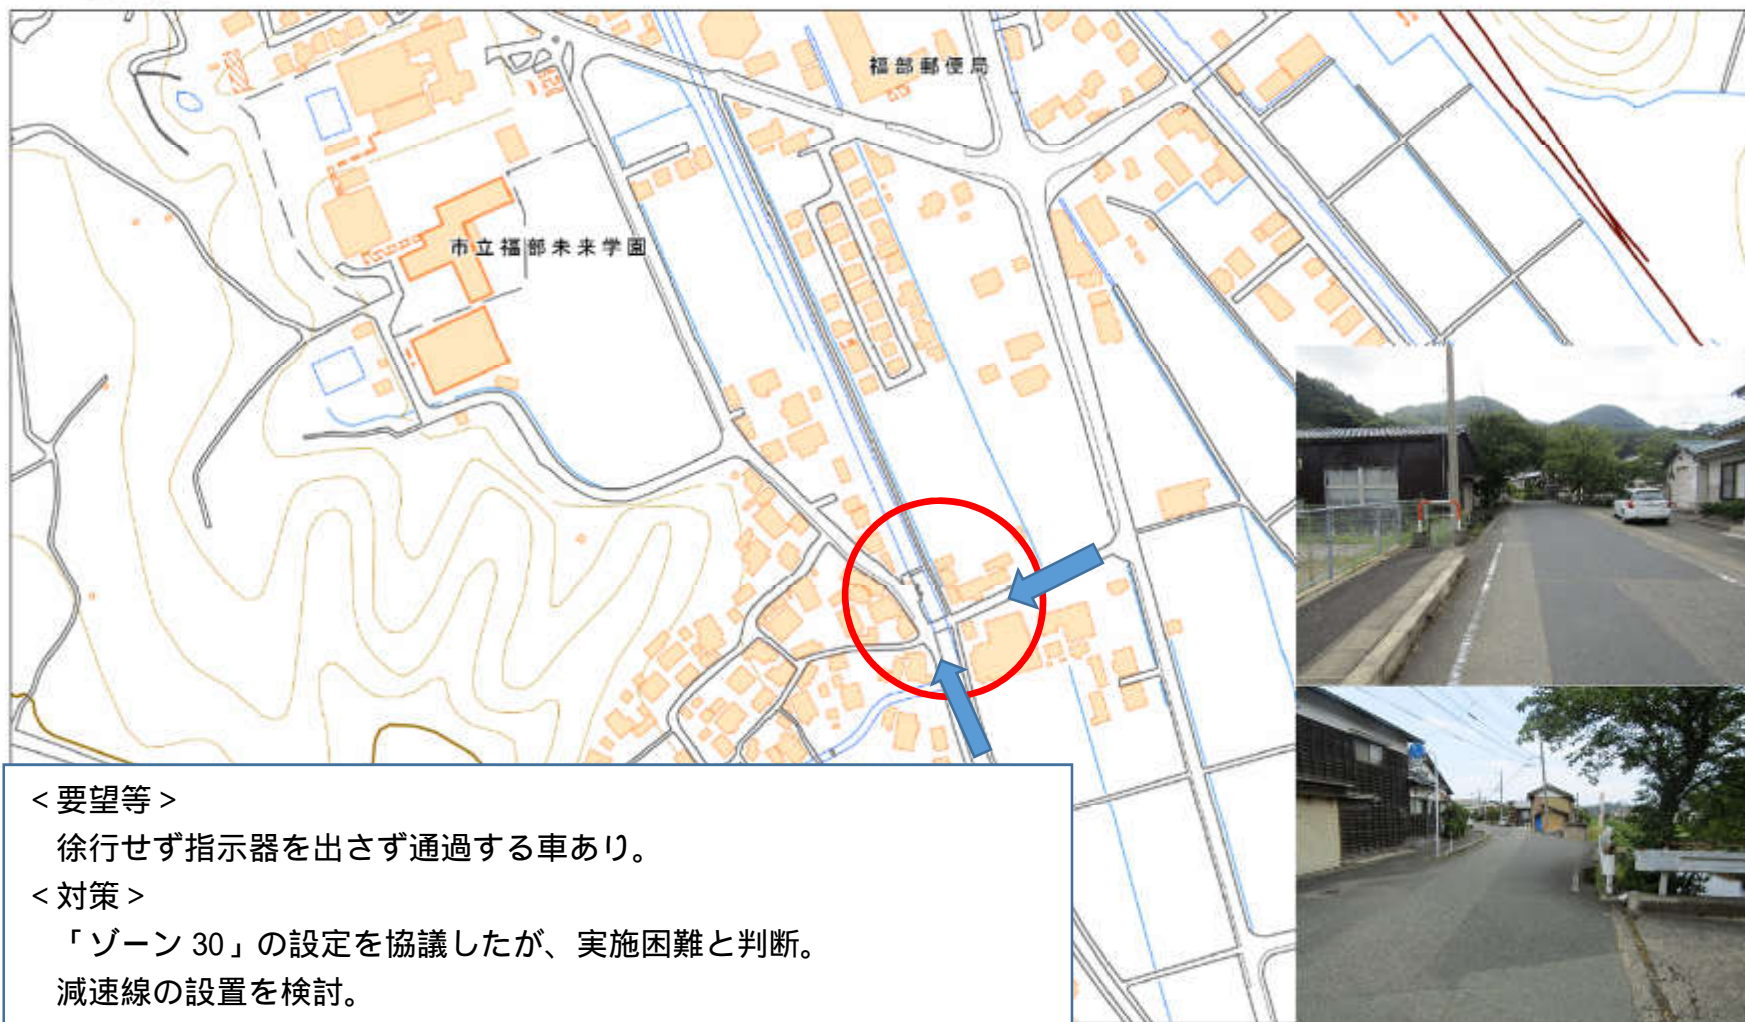 福部郵便局
市立福部未来学園
<要望等>
徐行せず指示器を出さず通過する車あり。
<対策>
「ゾーン 30」の設定を協議したが、実施困難と判断。
減速線の設置を検討。